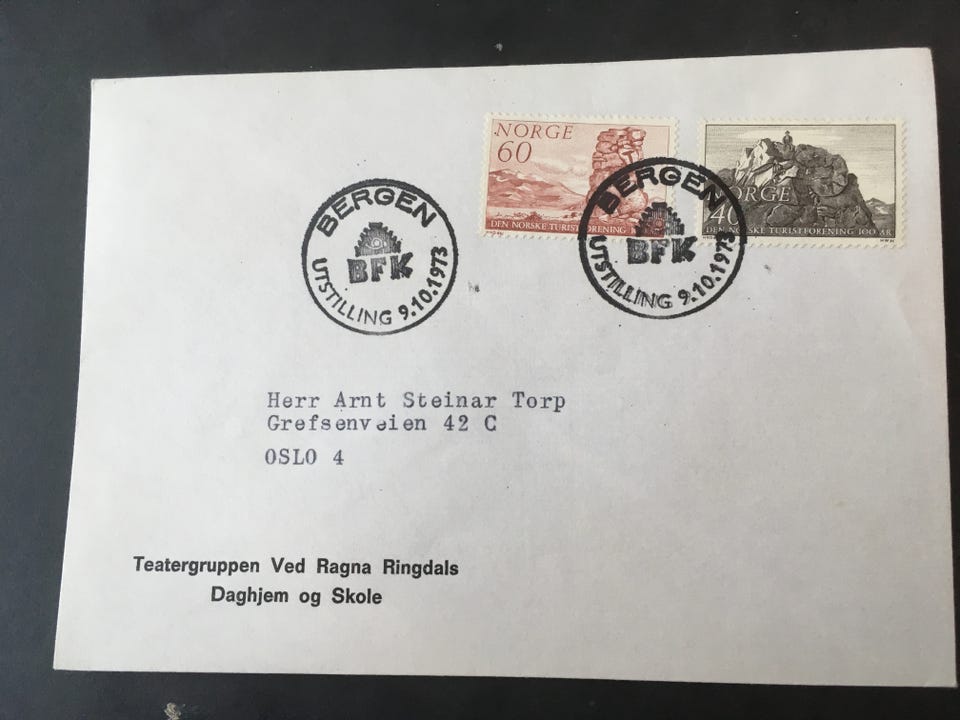 NORGE
60
DEN NORSKE TURISTFORENING 100 ÅR
NORGE
40
DEN NORSKE TURISTFORENING 100 ÅR
BERGEN
BFK
UTSTILLING 9.10.1973
BERGEN
BFK
UTSTILLING 9.10.1973
Herr Arnt Steinar Torp
Grefsenveien 42 C
OSLO 4
Teatergruppen Ved Ragna Ringdals
Daghjem og Skole